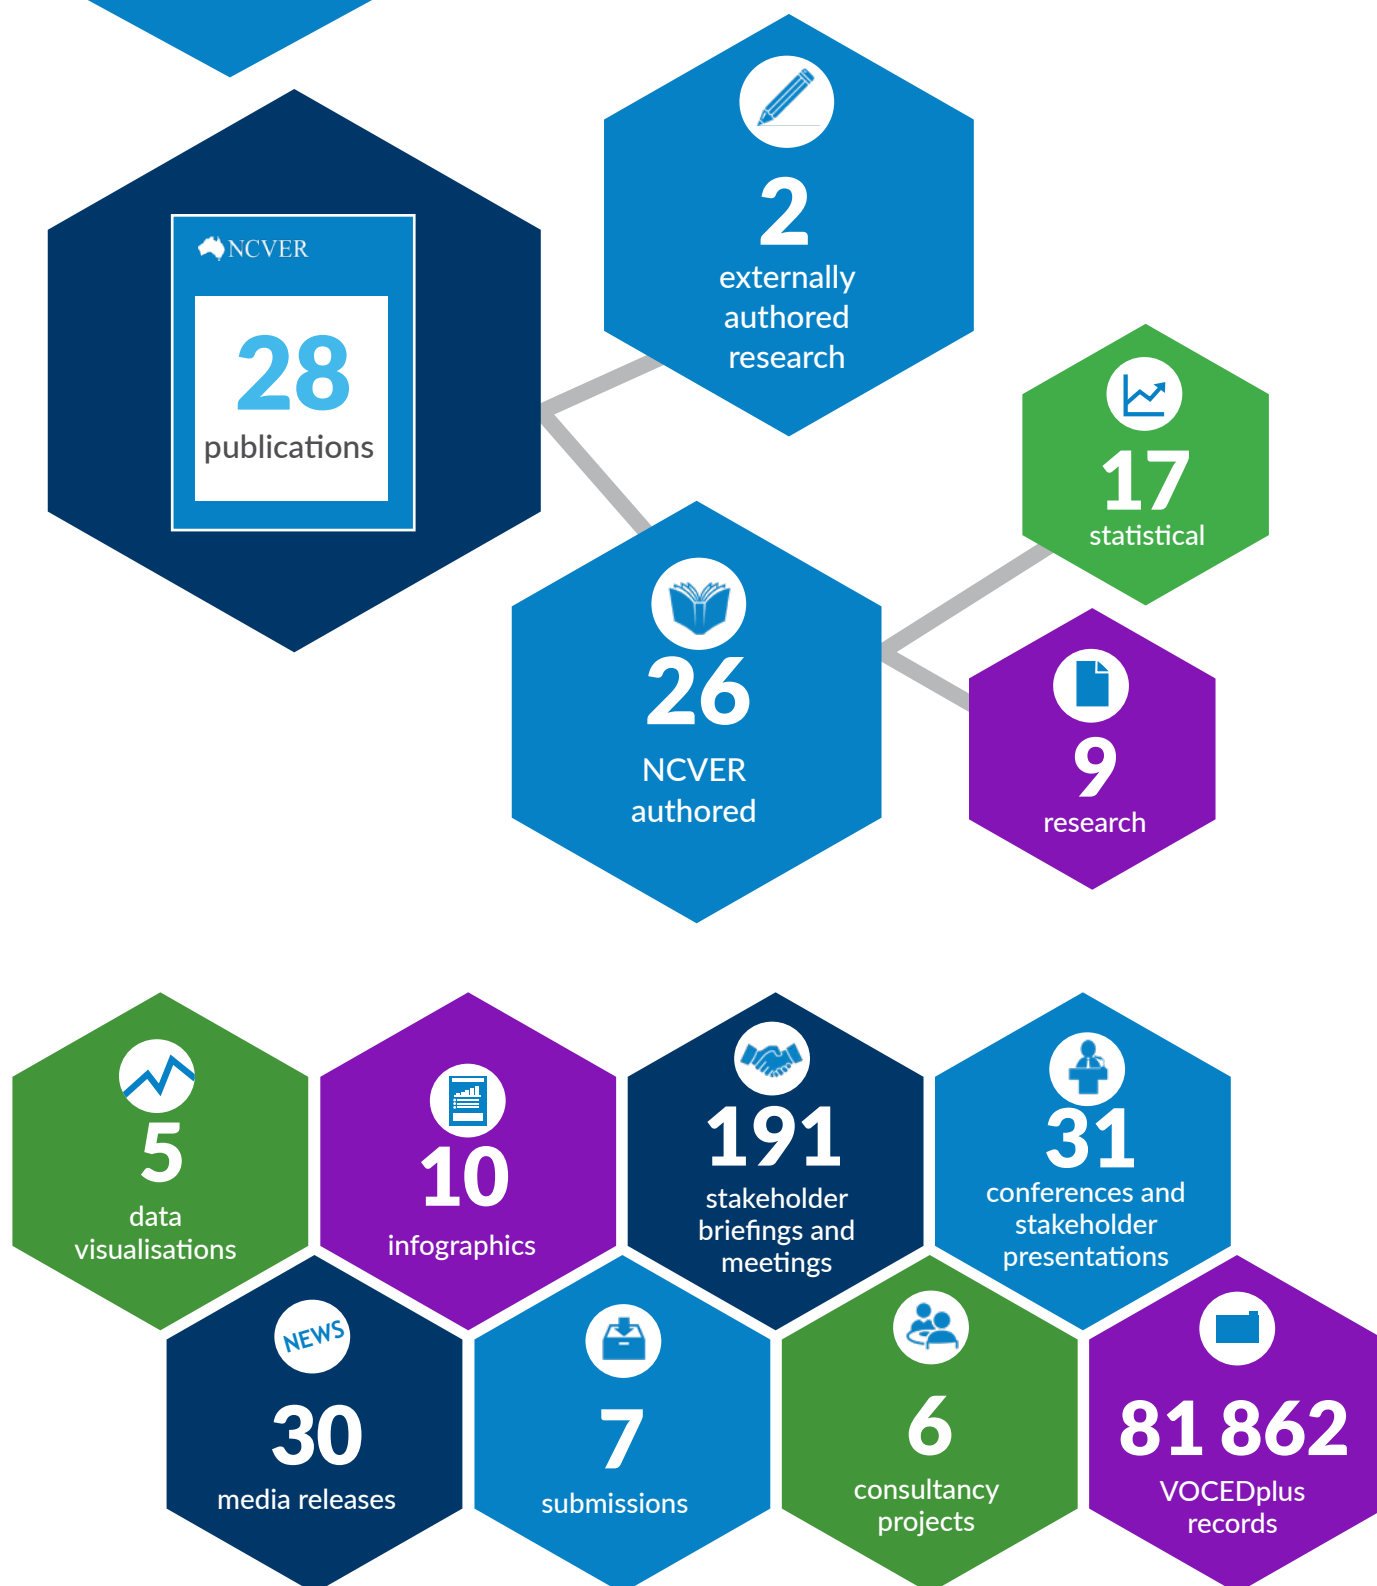 NCVER
28
publications
2
externally
authored
research
17
statistical
26
NCVER
authored
9
research
5
data
visualisations
10
infographics
191
stakeholder
briefings and
meetings
31
conferences and
stakeholder
presentations
NEWS
30
media releases
7
submissions
6
consultancy
projects
81 862
VOCEDplus
records